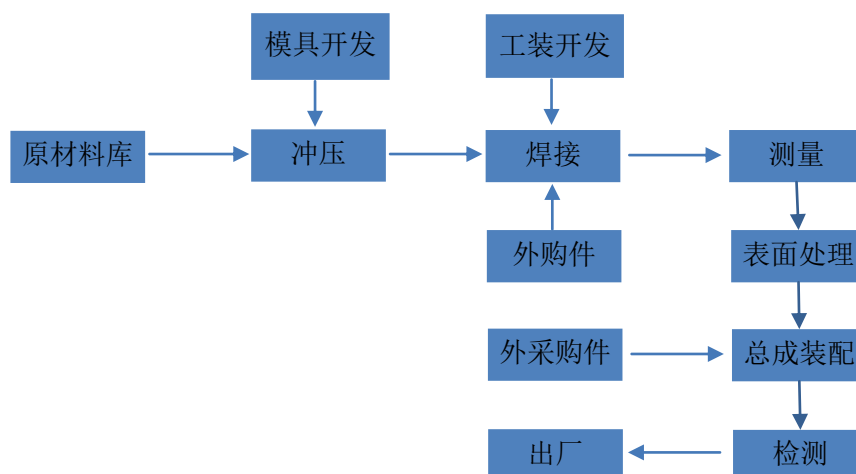 模具开发
工装开发
原材料库
冲压
焊接
测量
外购件
表面处理
外采购件
总成装配
出厂
检测